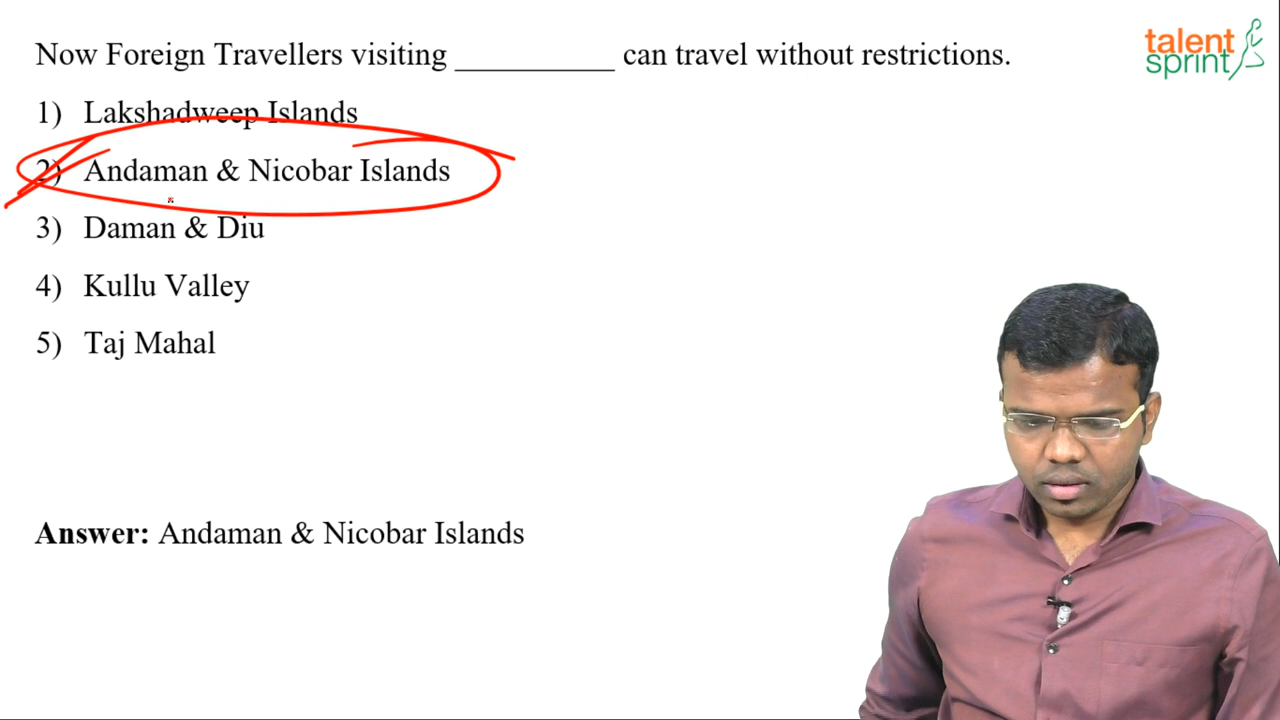 Now Foreign Travellers visiting __________ can travel without restrictions.
talent
sprint
1) Lakshadweep Islands
2) Andaman & Nicobar Islands
3) Daman & Diu
4) Kullu Valley
5) Taj Mahal
Answer: Andaman & Nicobar Islands